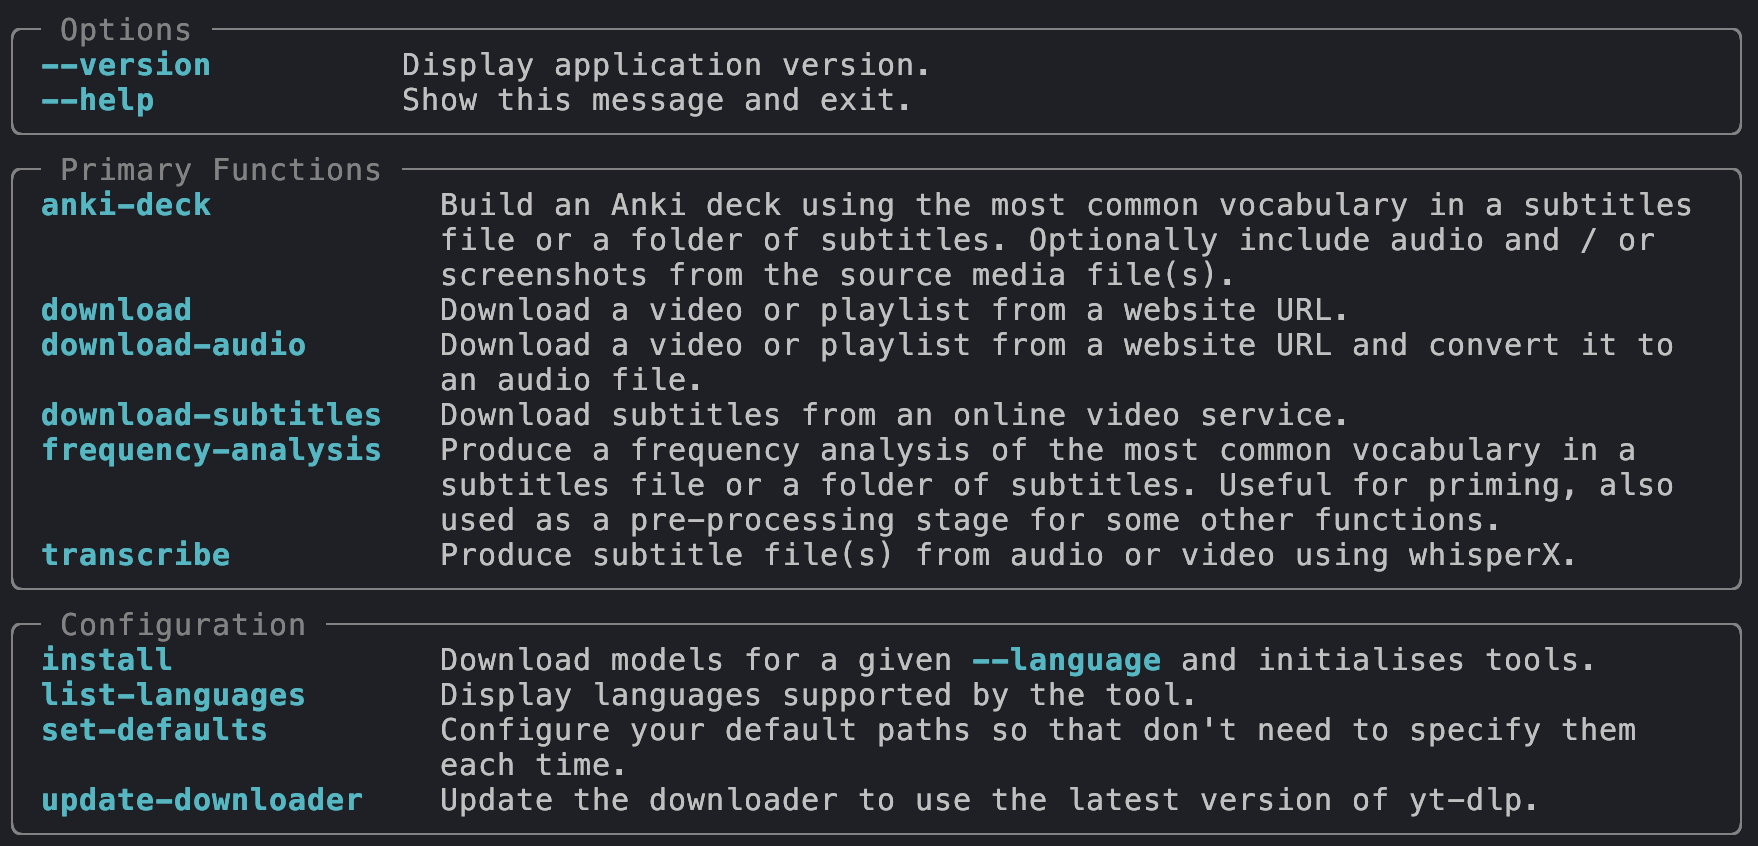 Options
--version Display application version.
--help Show this message and exit.
Primary Functions
anki-deck Build an Anki deck using the most common vocabulary in a subtitles
file or a folder of subtitles. Optionally include audio and / or
screenshots from the source media file(s).
download Download a video or playlist from a website URL.
download-audio Download a video or playlist from a website URL and convert it to
an audio file.
download-subtitles Download subtitles from an online video service.
frequency-analysis Produce a frequency analysis of the most common vocabulary in a
subtitles file or a folder of subtitles. Useful for priming, also
used as a pre-processing stage for some other functions.
transcribe Produce subtitle file(s) from audio or video using whisperX.
Configuration
install Download models for a given --language and initialises tools.
list-languages Display languages supported by the tool.
set-defaults Configure your default paths so that don't need to specify them
each time.
update-downloader Update the downloader to use the latest version of yt-dlp.